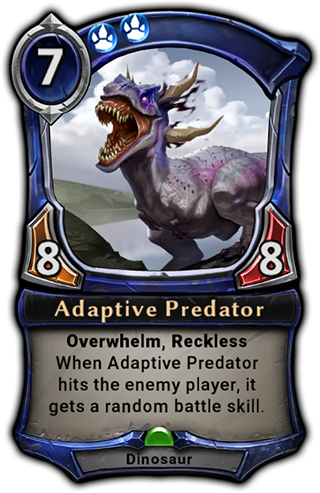 7
8
8
Adaptive Predator
Overwhelm, Reckless
When Adaptive Predator
hits the enemy player, it
gets a random battle skill.
Dinosaur